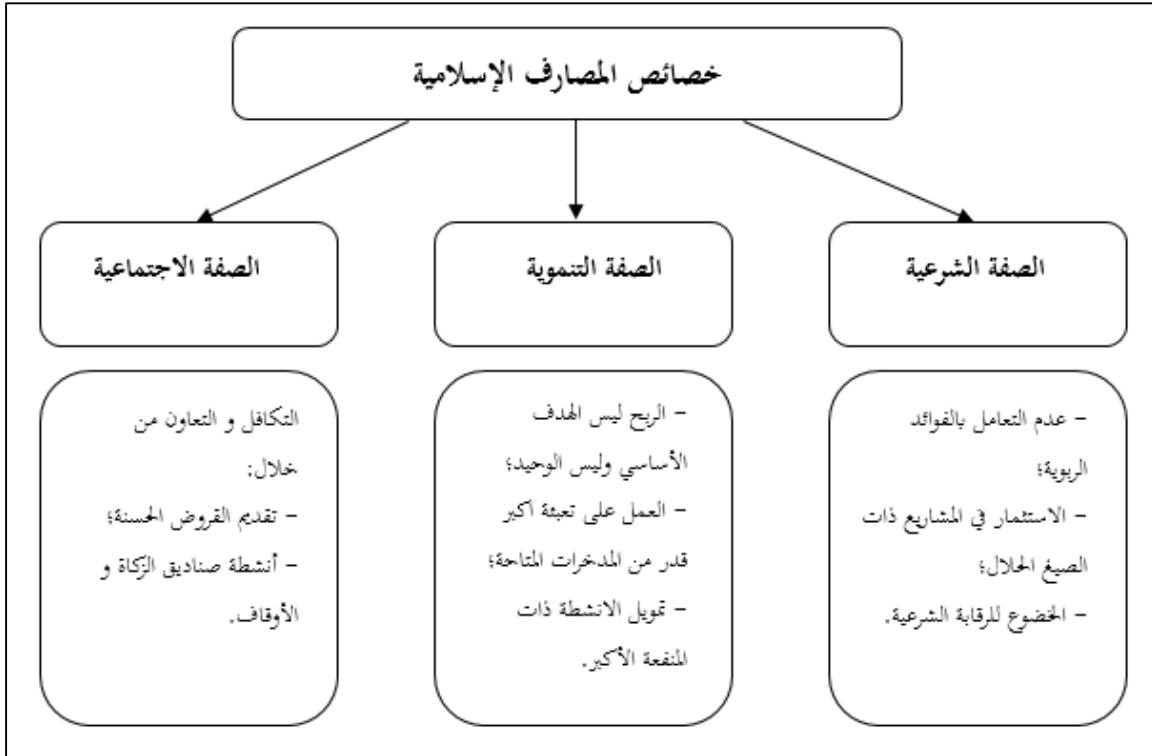 خصائص المصارف الإسلامية
الصفة الشرعية
الصفة التنموية
الصفة الاجتماعية
– عدم التعامل بالفوائد
الربوية؛
– الاستثمار في المشاريع ذات
الصيغ الحلال؛
– الخضوع للرقابة الشرعية.
– الربح ليس الهدف
الأساسي وليس الوحيد؛
– العمل على تعبئة أكبر
قدر من المدخرات المتاحة؛
– تمويل الانشطة ذات
المنفعة الأكبر.
التكافل و التعاون من
خلال:
– تقديم القروض الحسنة؛
– أنشطة صناديق الزكاة و
الأوقاف.